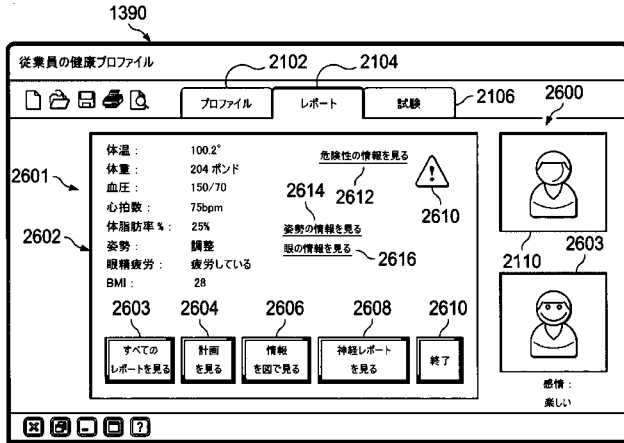 1390
従業員の健康プロファイル
2102
2104
プロファイル
レポート
試験
2106
2600
2601
2602
体温： 100.2°
体重： 204 ポンド
血圧： 150/70
心拍数： 75bpm
体脂肪率％： 25%
姿勢： 調整
眼精疲労： 疲労している
BMI： 28
危険性の情報を見る
2612
2610
2614
姿勢の情報を見る
眼の情報を見る
2616
2110
2603
2603
2604
2606
2608
2610
すべての
レポートを見る
計画
を見る
情報
を図で見る
神経レポート
を見る
終了
感情：
楽しい
?